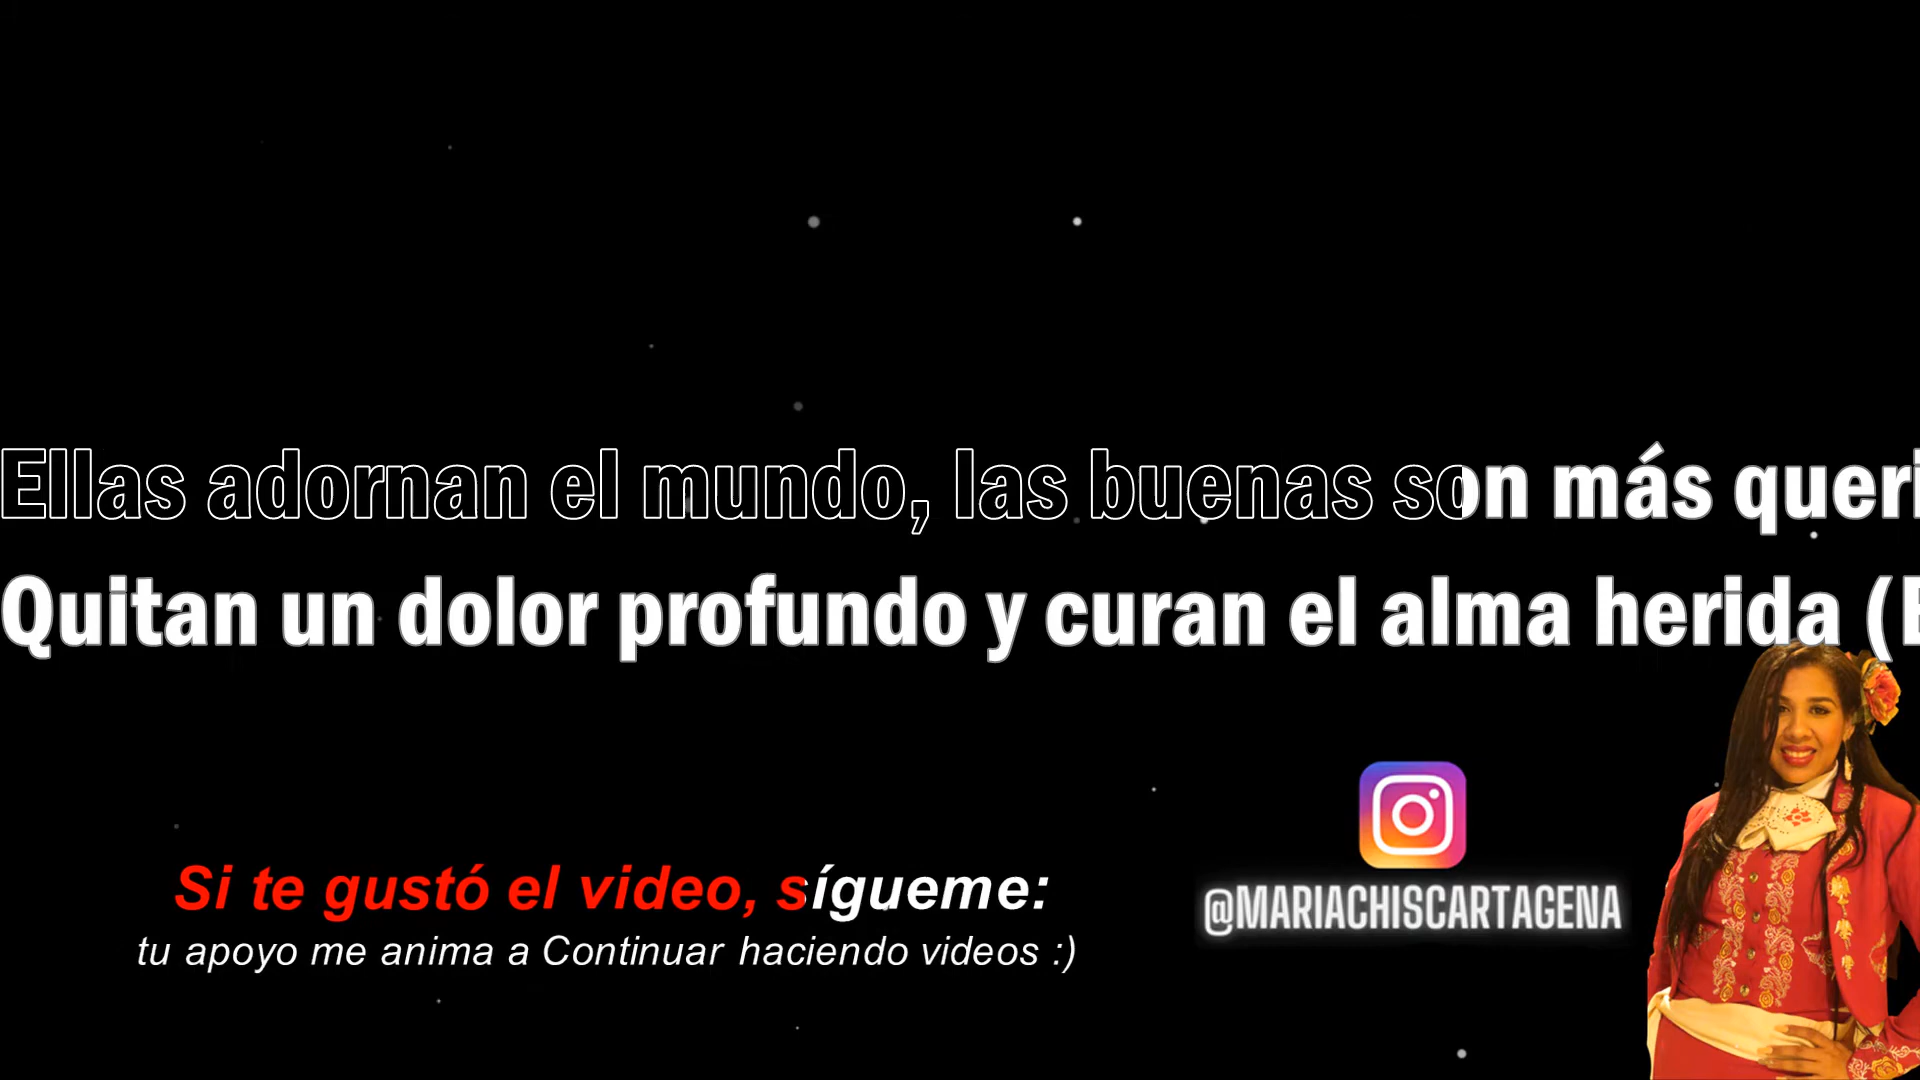 Ellas adornan el mundo, las buenas son más queri
Quitan un dolor profundo y curan el alma herida (
Si te gustó el video, sígueme:
tu apoyo me anima a Continuar haciendo videos :)
@MARIACHISCARTAGENA